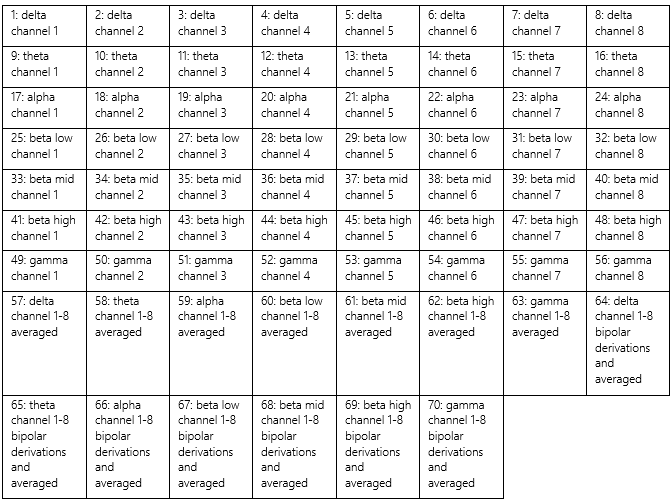 1: delta
channel 1
2: delta
channel 2
3: delta
channel 3
4: delta
channel 4
5: delta
channel 5
6: delta
channel 6
7: delta
channel 7
8: delta
channel 8
9: theta
channel 1
10: theta
channel 2
11: theta
channel 3
12: theta
channel 4
13: theta
channel 5
14: theta
channel 6
15: theta
channel 7
16: theta
channel 8
17: alpha
channel 1
18: alpha
channel 2
19: alpha
channel 3
20: alpha
channel 4
21: alpha
channel 5
22: alpha
channel 6
23: alpha
channel 7
24: alpha
channel 8
25: beta low
channel 1
26: beta low
channel 2
27: beta low
channel 3
28: beta low
channel 4
29: beta low
channel 5
30: beta low
channel 6
31: beta low
channel 7
32: beta low
channel 8
33: beta mid
channel 1
34: beta mid
channel 2
35: beta mid
channel 3
36: beta mid
channel 4
37: beta mid
channel 5
38: beta mid
channel 6
39: beta mid
channel 7
40: beta mid
channel 8
41: beta high
channel 1
42: beta high
channel 2
43: beta high
channel 3
44: beta high
channel 4
45: beta high
channel 5
46: beta high
channel 6
47: beta high
channel 7
48: beta high
channel 8
49: gamma
channel 1
50: gamma
channel 2
51: gamma
channel 3
52: gamma
channel 4
53: gamma
channel 5
54: gamma
channel 6
55: gamma
channel 7
56: gamma
channel 8
57: delta
channel 1-8
averaged
58: theta
channel 1-8
averaged
59: alpha
channel 1-8
averaged
60: beta low
channel 1-8
averaged
61: beta mid
channel 1-8
averaged
62: beta high
channel 1-8
averaged
63: gamma
channel 1-8
averaged
64: delta
channel 1-8
bipolar
derivations
and
averaged
65: theta
channel 1-8
bipolar
derivations
and
averaged
66: alpha
channel 1-8
bipolar
derivations
and
averaged
67: beta low
channel 1-8
bipolar
derivations
and
averaged
68: beta mid
channel 1-8
bipolar
derivations
and
averaged
69: beta high
channel 1-8
bipolar
derivations
and
averaged
70: gamma
channel 1-8
bipolar
derivations
and
averaged